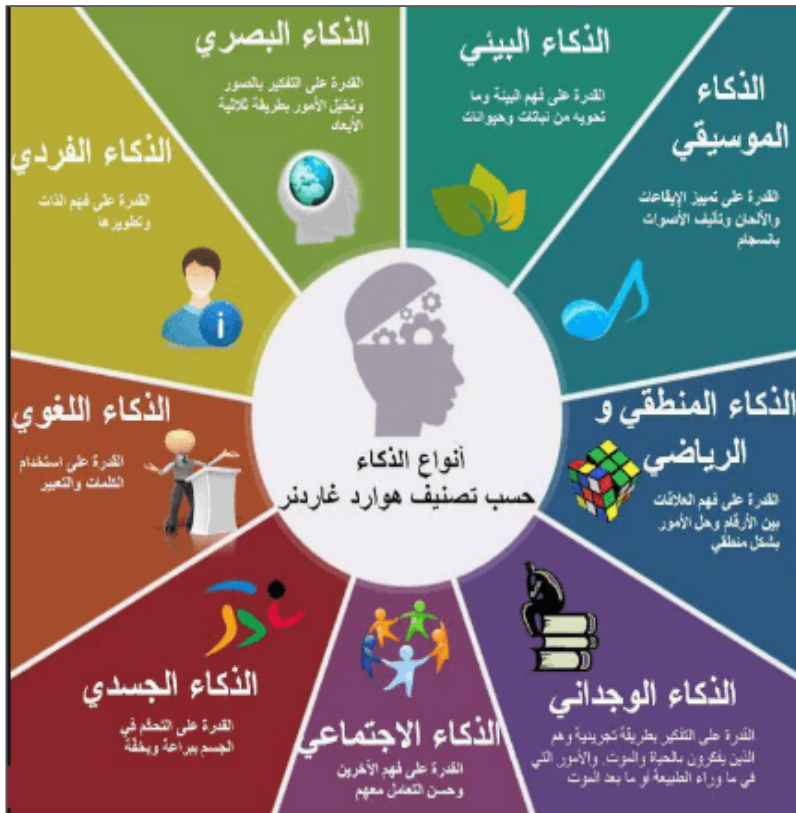 أنواع الذكاء
حسب تصنيف هوارد غاردنر
الذكاء البيئي
القدرة على فهم البيئة وما
تحويه من نباتات وحيوانات
الذكاء
الموسيقي
القدرة على تمييز الإيقاعات
والألحان وتأليف الأصوات
بانسجام
الذكاء المنطقي و
الرياضي
القدرة على فهم العلاقات
بين الأرقام وحل الأمور
بشكل منطقي
الذكاء الوجداني
القدرة على التفكير بطريقة تجريدية وهم
الذين يفكرون بالحياة والموت, والأمور التي
في ما وراء الطبيعة أو ما بعد الموت
الذكاء الاجتماعي
القدرة على فهم الآخرين
وحسن التعامل معهم
الذكاء الجسدي
القدرة على التحكم في
الجسم ببراعة وبخفة
الذكاء اللغوي
القدرة على استخدام
الكلمات والتعبير
الذكاء الفردي
القدرة على فهم الذات
وتطويرها
الذكاء البصري
القدرة على التفكير بالصور
وتخيل الأمور بطريقة ثلاثية
الأبعاد